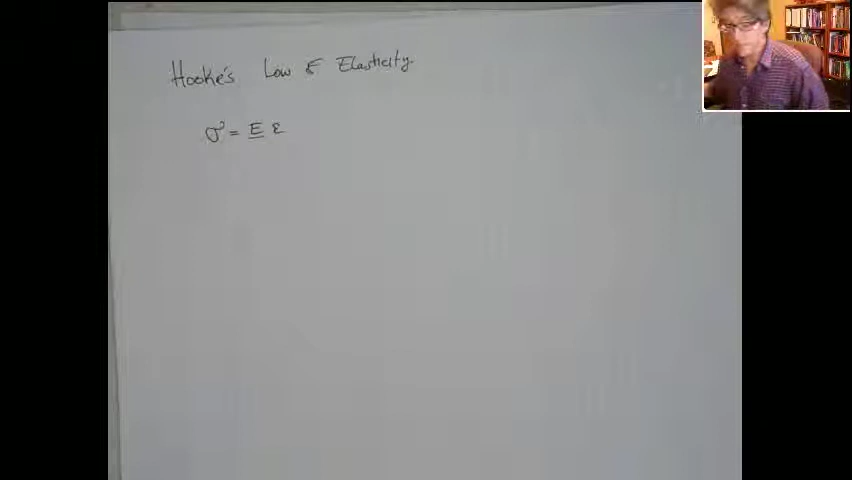 Hooke's Law & Elasticity
σ = E ε